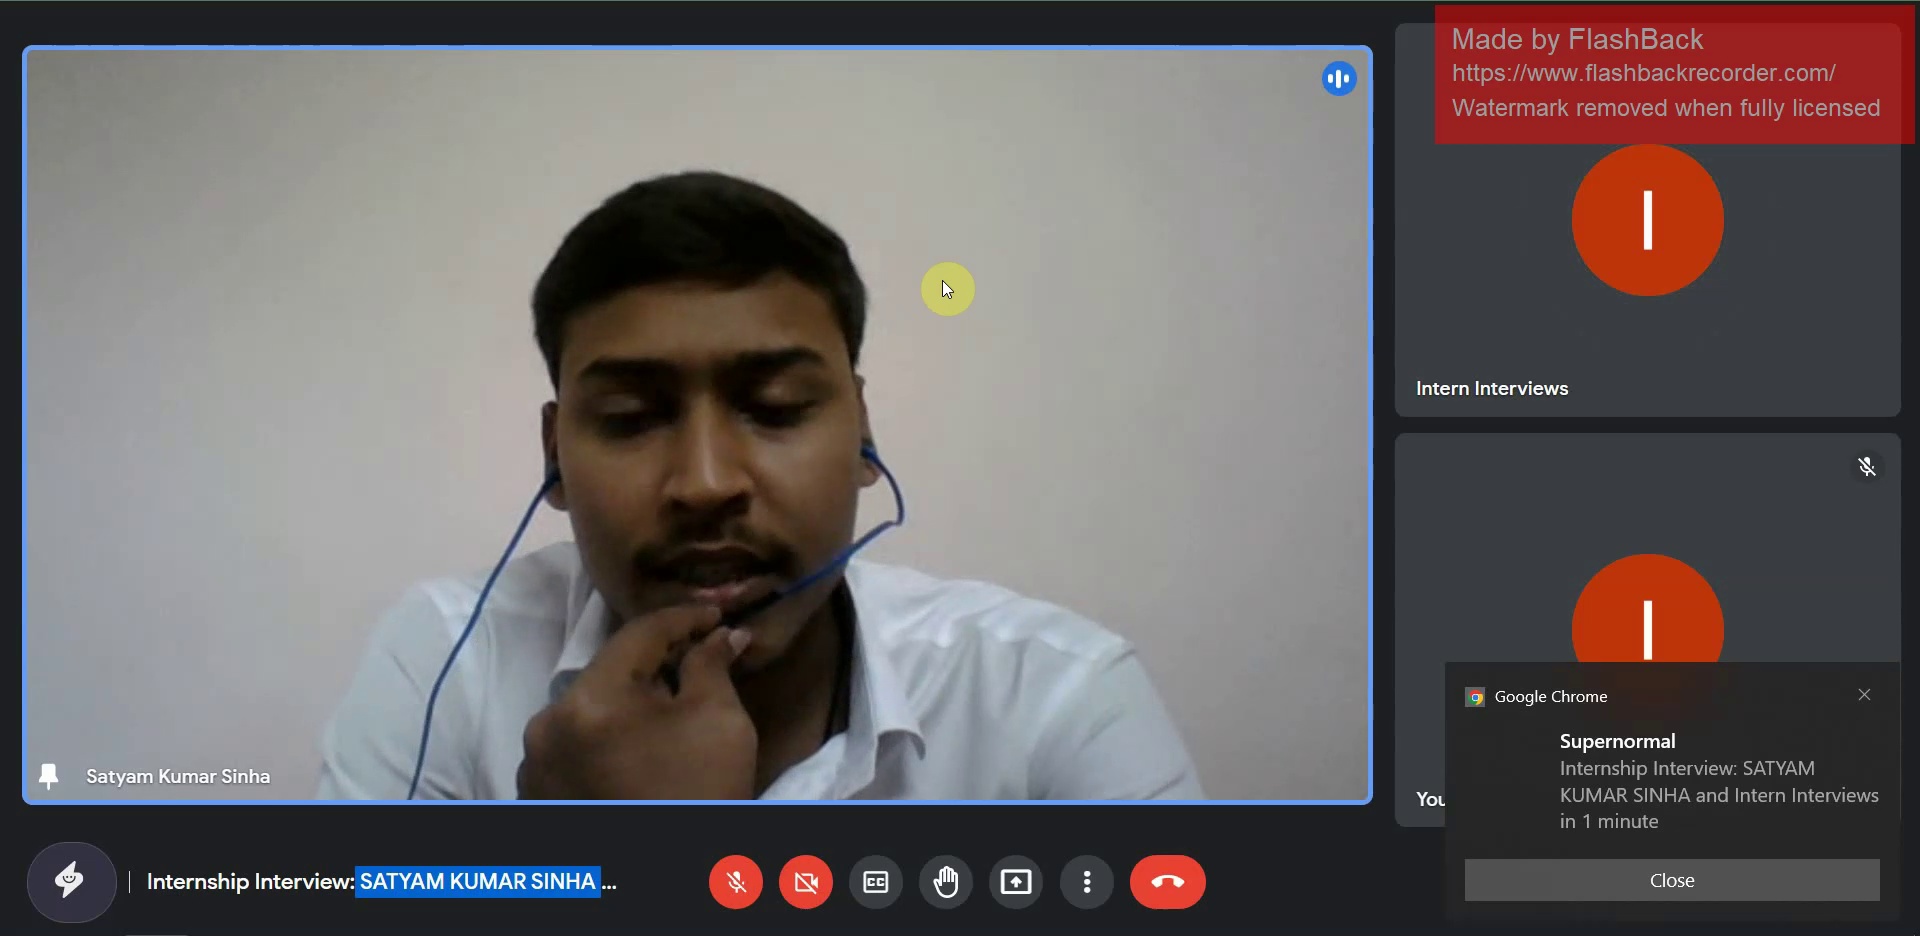 Made by FlashBack
https://www.flashbackrecorder.com/
Watermark removed when fully licensed
I
Intern Interviews
Satyam Kumar Sinha
I
You
Google Chrome
Supernormal
Internship Interview: SATYAM
KUMAR SINHA and Intern Interviews
in 1 minute
Close
Internship Interview: SATYAM KUMAR SINHA ...
CC